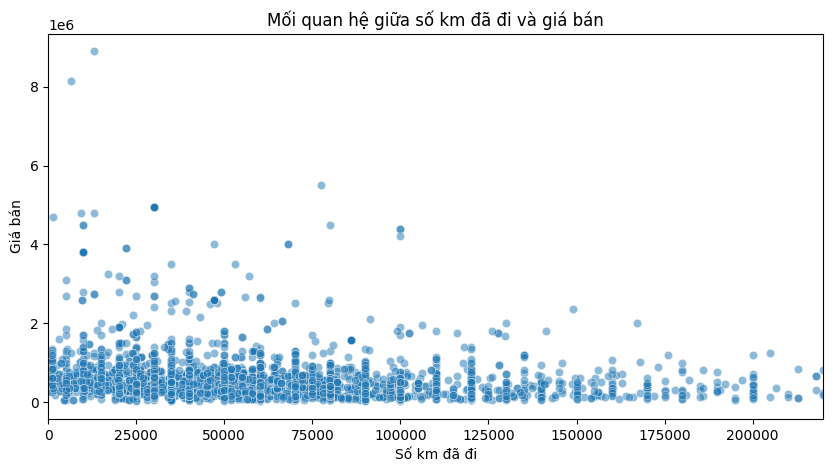 Mối quan hệ giữa số km đã đi và giá bán
1e6
8
6
4
2
0
Giá bán
0 25000 50000 75000 100000 125000 150000 175000 200000
Số km đã đi